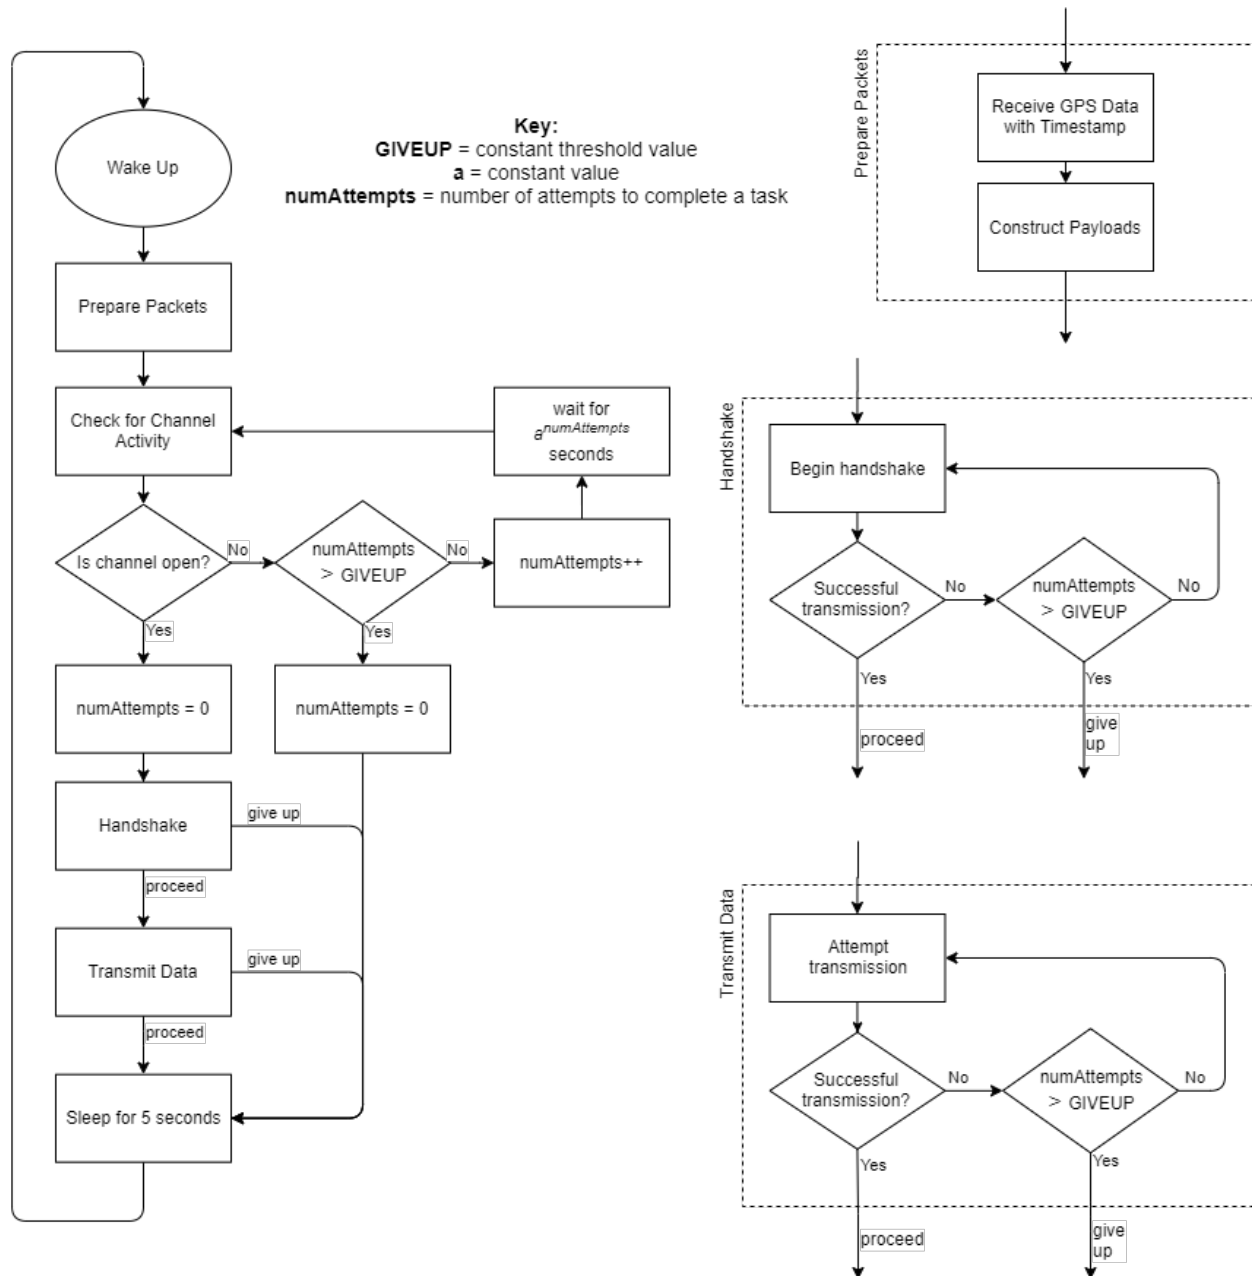 Wake Up
Prepare Packets
Check for Channel
Activity
Is channel open?
No
Yes
numAttempts
> GIVEUP
No
Yes
numAttempts++
wait for
a^numAttempts
seconds
numAttempts = 0
numAttempts = 0
Handshake
give up
proceed
Transmit Data
give up
proceed
Sleep for 5 seconds
Key:
GIVEUP = constant threshold value
a = constant value
numAttempts = number of attempts to complete a task
Prepare Packets
Receive GPS Data
with Timestamp
Construct Payloads
Handshake
Begin handshake
Successful
transmission?
No
Yes
proceed
numAttempts
> GIVEUP
No
Yes
give
up
Transmit Data
Attempt
transmission
Successful
transmission?
No
Yes
proceed
numAttempts
> GIVEUP
No
Yes
give
up